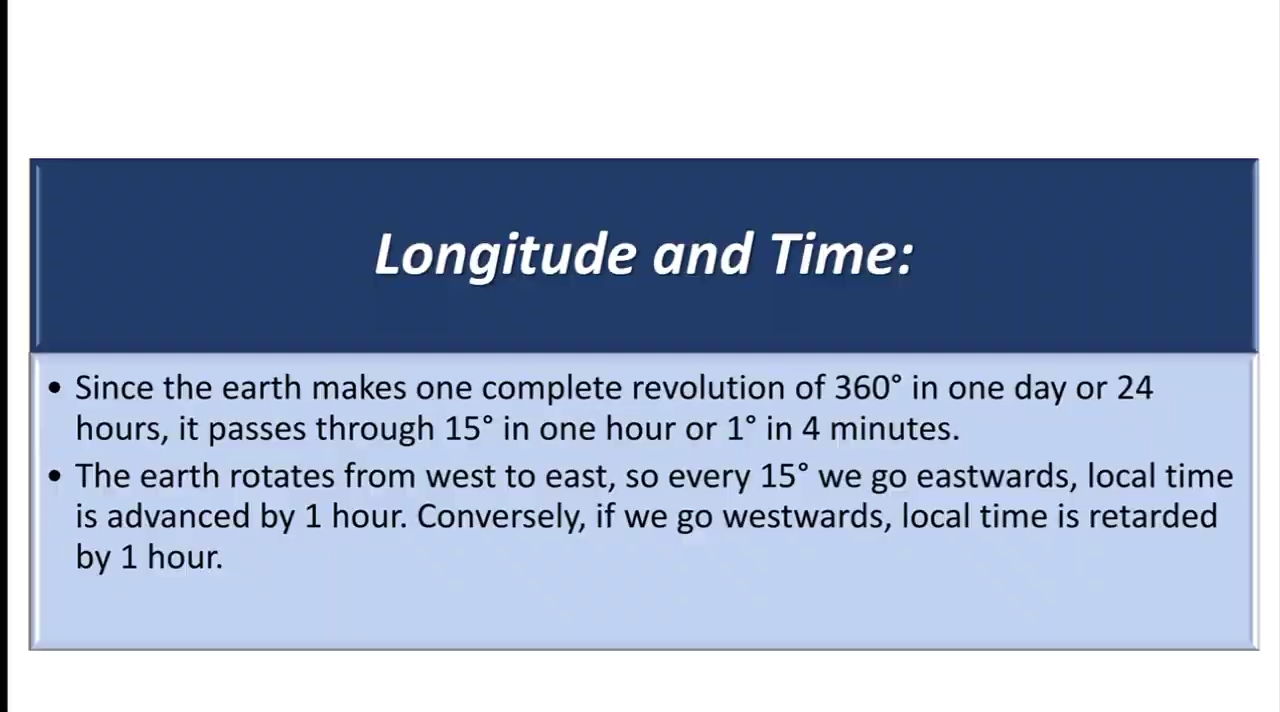 Longitude and Time:
• Since the earth makes one complete revolution of 360° in one day or 24
hours, it passes through 15° in one hour or 1° in 4 minutes.
• The earth rotates from west to east, so every 15° we go eastwards, local time
is advanced by 1 hour. Conversely, if we go westwards, local time is retarded
by 1 hour.